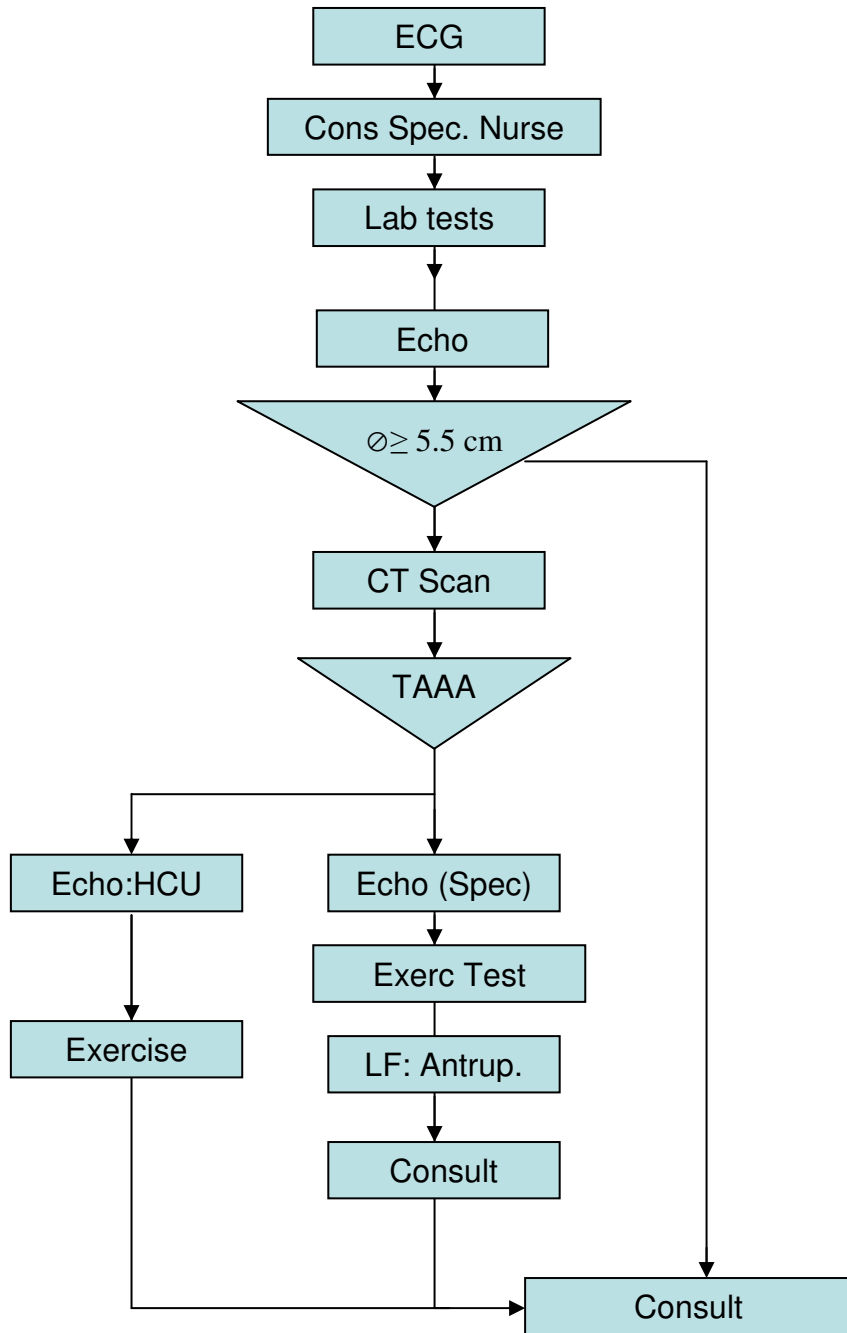 ECG
Cons Spec. Nurse
Lab tests
Echo
∅≥ 5.5 cm
CT Scan
TAAA
Echo:HCU
Echo (Spec)
Exerc Test
Exercise
LF: Antrup.
Consult
Consult